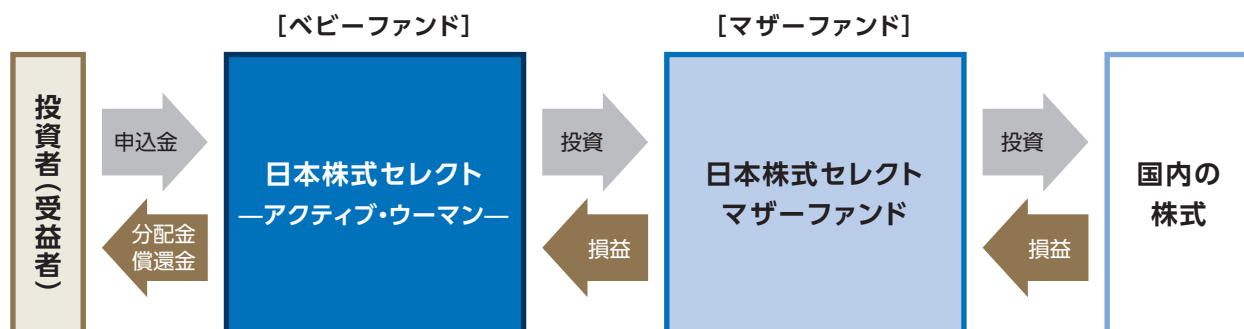 [ベビーファンド]
[マザーファンド]
投資者(受益者)
申込金
分配金
償還金
日本株式セレクト
―アクティブ・ウーマン―
投資
損益
日本株式セレクト
マザーファンド
投資
損益
国内の
株式